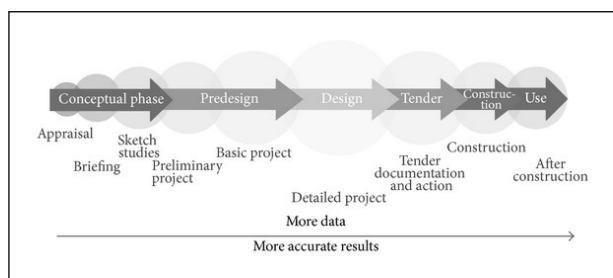 Conceptual phase
Predesign
Design
Tender
Construc-
tion
Use
Appraisal
Briefing
Sketch
studies
Preliminary
project
Basic project
Detailed project
Tender
documentation
and action
Construction
After
construction
More data
More accurate results